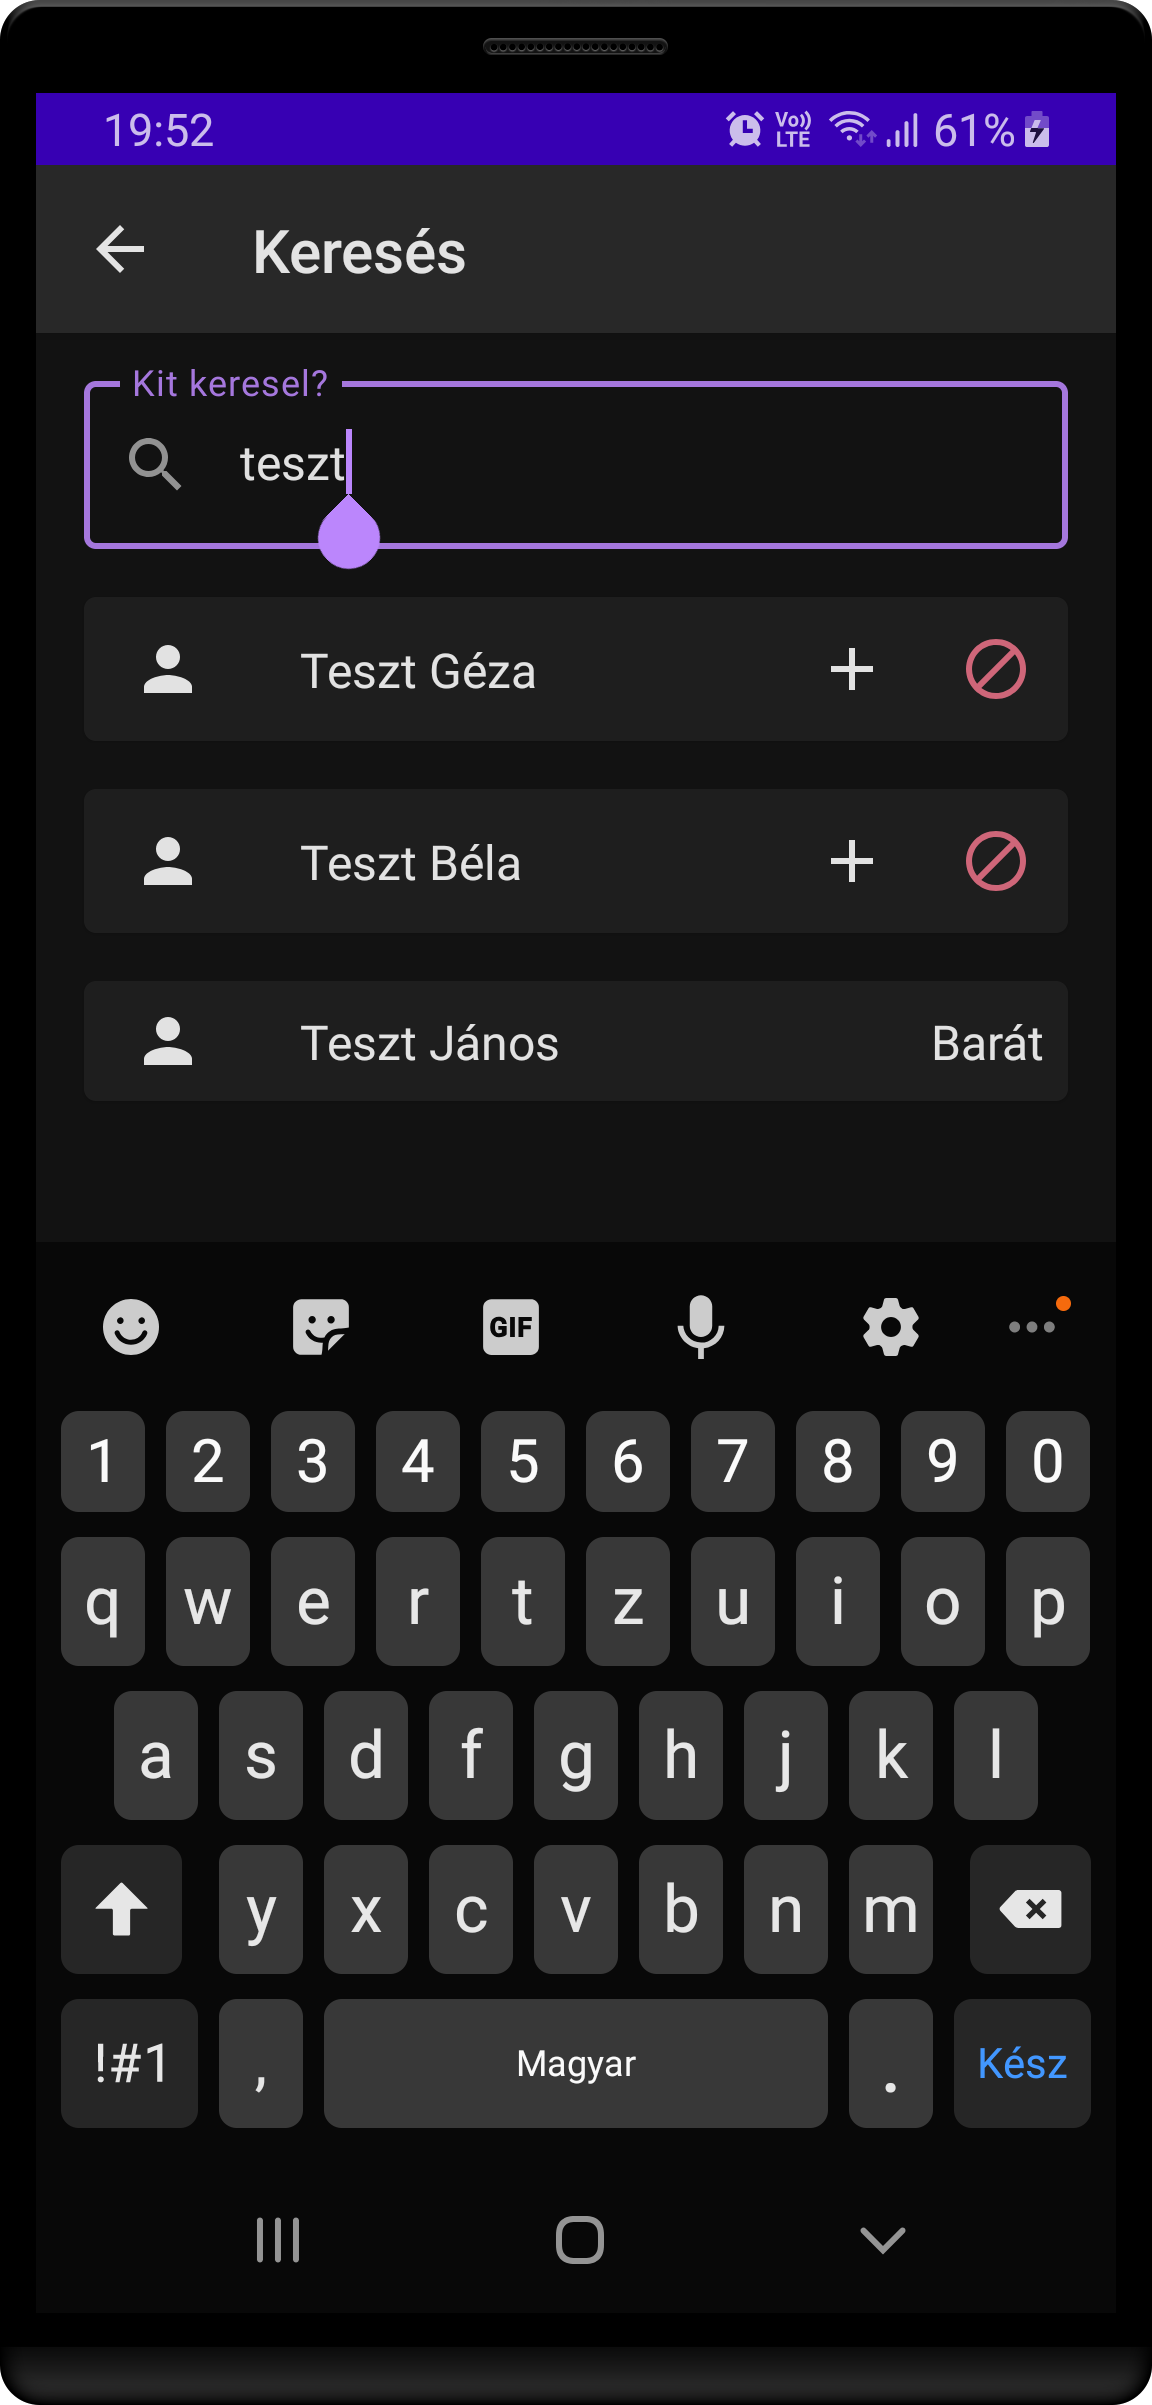 19:52 Vo)) LTE 61%
Keresés
Kit keresel?
teszt
Teszt Géza
Teszt Béla
Teszt János Barát
GIF
1 2 3 4 5 6 7 8 9 0
q w e r t z u i o p
a s d f g h j k l
y x c v b n m
!#1 , Magyar . Kész